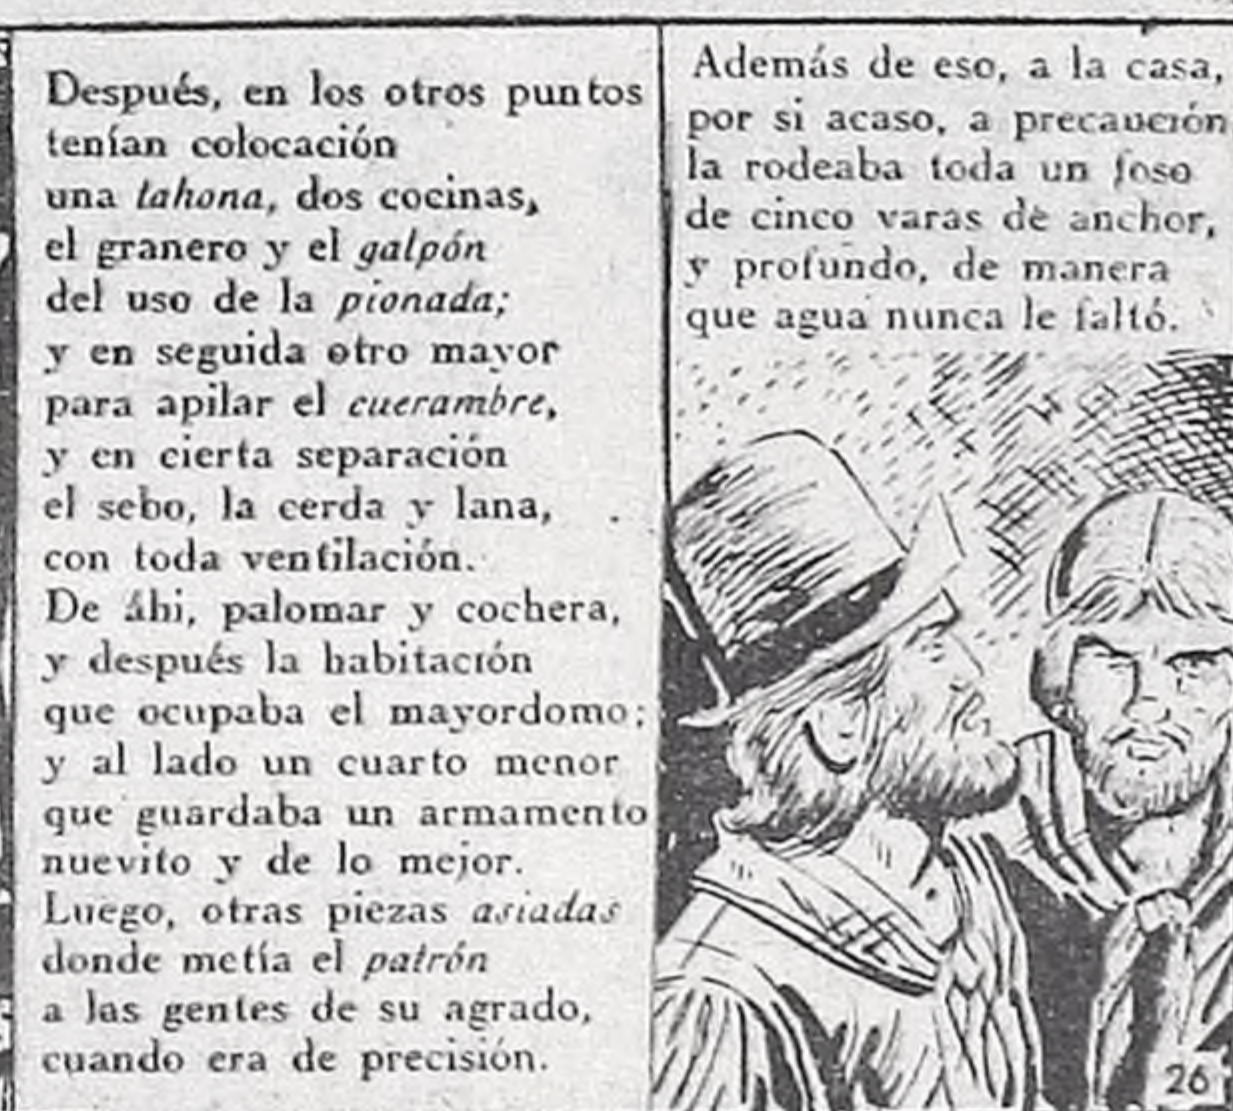 Después, en los otros puntos
tenían colocación
una tahona, dos cocinas,
el granero y el galpón
del uso de la pionada;
y en seguida otro mayor
para apilar el cuerambre,
y en cierta separación
el sebo, la cerda y lana,
con toda ventilación.
De áhi, palomar y cochera,
y después la habitación
que ocupaba el mayordomo;
y al lado un cuarto menor
que guardaba un armamento
nuevito y de lo mejor.
Luego, otras piezas asiadas
donde metía el patrón
a las gentes de su agrado,
cuando era de precisión.
Además de eso, a la casa,
por si acaso, a precaución
la rodeaba toda un foso
de cinco varas de anchor,
y profundo, de manera
que agua nunca le faltó.
26